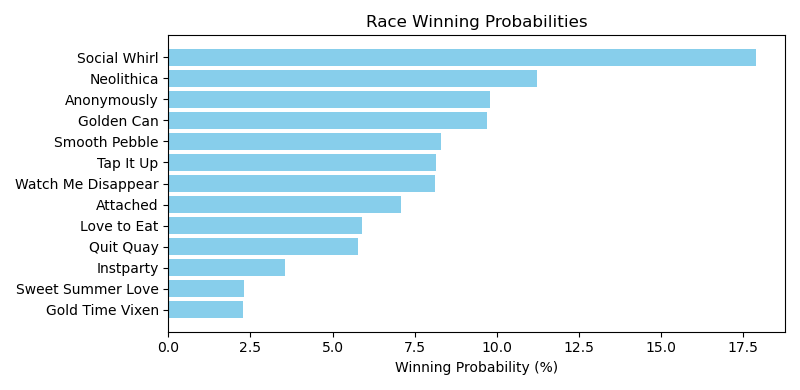 Race Winning Probabilities
Social Whirl
Neolithica
Anonymously
Golden Can
Smooth Pebble
Tap It Up
Watch Me Disappear
Attached
Love to Eat
Quit Quay
Instparty
Sweet Summer Love
Gold Time Vixen
0.0 2.5 5.0 7.5 10.0 12.5 15.0 17.5
Winning Probability (%)